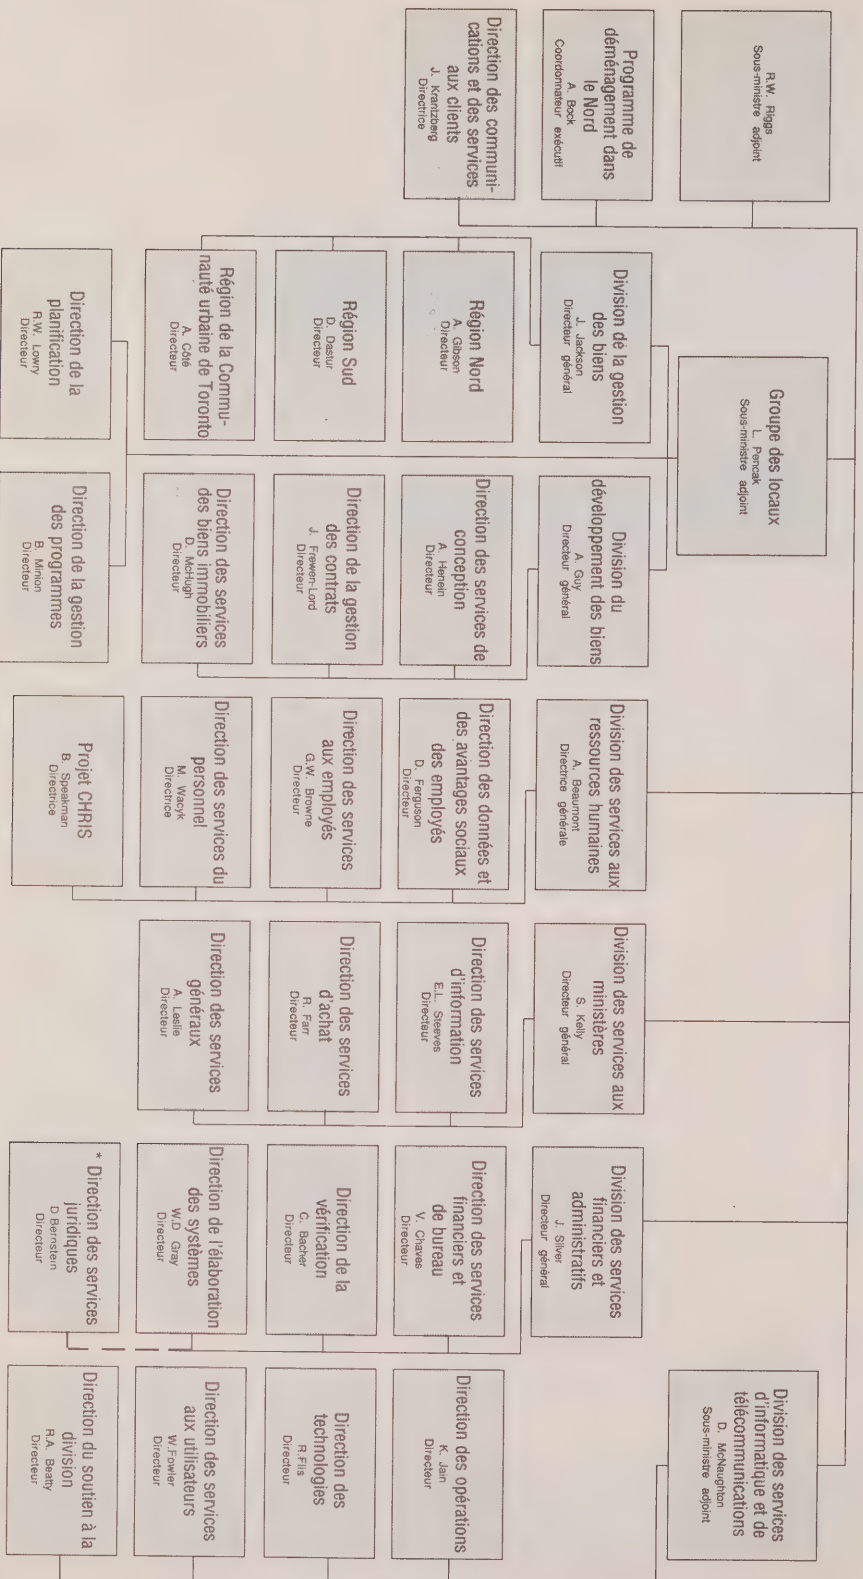 R.W. Riggs
Sous-ministre adjoint
Programme de
déménagement dans
le Nord
A. Bock
Coordonnateur exécutif
Direction des communi-
cations et des services
aux clients
J. Krantzberg
Directrice
Groupe des locaux
L. Pencak
Sous-ministre adjoint
Division de la gestion
des biens
J. Jackson
Directeur général
Région Nord
A. Gibson
Directeur
Région Sud
D. Dastur
Directeur
Région de la Commu-
nauté urbaine de Toronto
A. Côté
Directeur
Direction de la
planification
R.W. Lowry
Directeur
Division du
développement des biens
A. Guy
Directeur général
Direction des services de
conception
A. Henein
Directeur
Direction de la gestion
des contrats
J. Frewen-Lord
Directeur
Direction des services
des biens immobiliers
D. McHugh
Directeur
Direction de la gestion
des programmes
B. Minion
Directeur
Division des services aux
ressources humaines
A. Beaumont
Directrice générale
Direction des données et
des avantages sociaux
des employés
D. Ferguson
Directeur
Direction des services
aux employés
G.W. Browne
Directeur
Direction des services du
personnel
M. Wacyk
Directrice
Projet CHRIS
B. Speakman
Directrice
Division des services aux
ministères
S. Kelly
Directeur général
Direction des services
d'information
E.L. Steeves
Directeur
Direction des services
d'achat
R. Farr
Directeur
Direction des services
généraux
A. Leslie
Directeur
Division des services
financiers et
administratifs
J. Silver
Directeur général
Direction des services
financiers et
de bureau
V. Chaves
Directeur
Direction de la
vérification
C. Bacher
Directeur
Direction de l'élaboration
des systèmes
W.D Gray
Directeur
* Direction des services
juridiques
D Bernstein
Directeur
Division des services
d'informatique et de
télécommunications
D. McNaughton
Sous-ministre adjoint
Direction des opérations
K. Jain
Directeur
Direction des
technologies
R.Flis
Directeur
Direction des services
aux utilisateurs
W.Fowler
Directeur
Direction du soutien à la
division
R.A. Beatty
Directeur